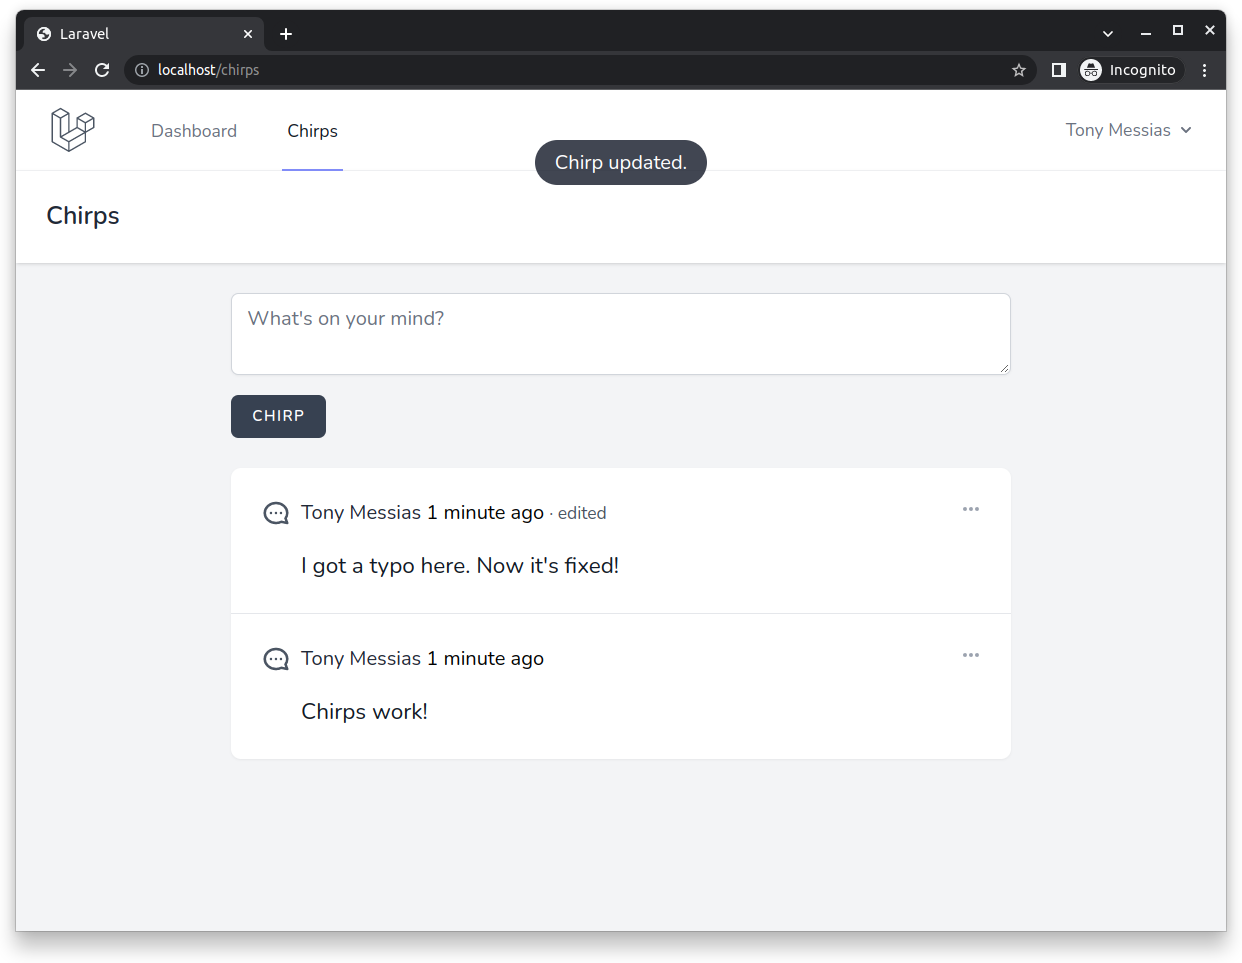 Laravel
localhost/chirps
Incognito
Dashboard
Chirps
Tony Messias
Chirp updated.
Chirps
What's on your mind?
CHIRP
Tony Messias 1 minute ago · edited
I got a typo here. Now it's fixed!
Tony Messias 1 minute ago
Chirps work!